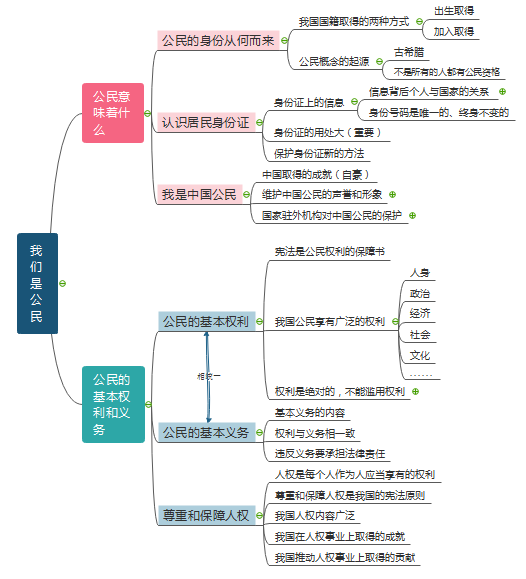 我们是公民
公民意味着什么
公民的身份从何而来
我国国籍取得的两种方式
出生取得
加入取得
公民概念的起源
古希腊
不是所有的人都有公民资格
认识居民身份证
身份证上的信息
信息背后个人与国家的关系
身份号码是唯一的、终身不变的
身份证的用处大（重要）
保护身份证新的方法
我是中国公民
中国取得的成就（自豪）
维护中国公民的声誉和形象
国家驻外机构对中国公民的保护
公民的基本权利和义务
公民的基本权利
宪法是公民权利的保障书
我国公民享有广泛的权利
人身
政治
经济
社会
文化
……
权利是绝对的，不能滥用权利
相统一
公民的基本义务
基本义务的内容
权利与义务相一致
违反义务要承担法律责任
尊重和保障人权
人权是每个人作为人应当享有的权利
尊重和保障人权是我国的宪法原则
我国人权内容广泛
我国在人权事业上取得的成就
我国推动人权事业上取得的贡献